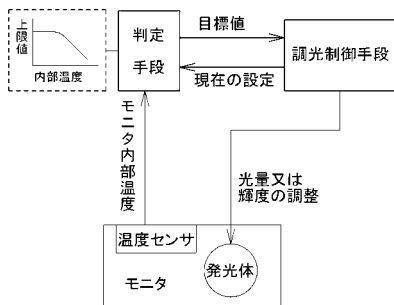 上限値
内部温度
判定
手段
目標値
現在の設定
調光制御手段
モニタ内部温度
光量又は
輝度の調整
温度センサ
モニタ
発光体